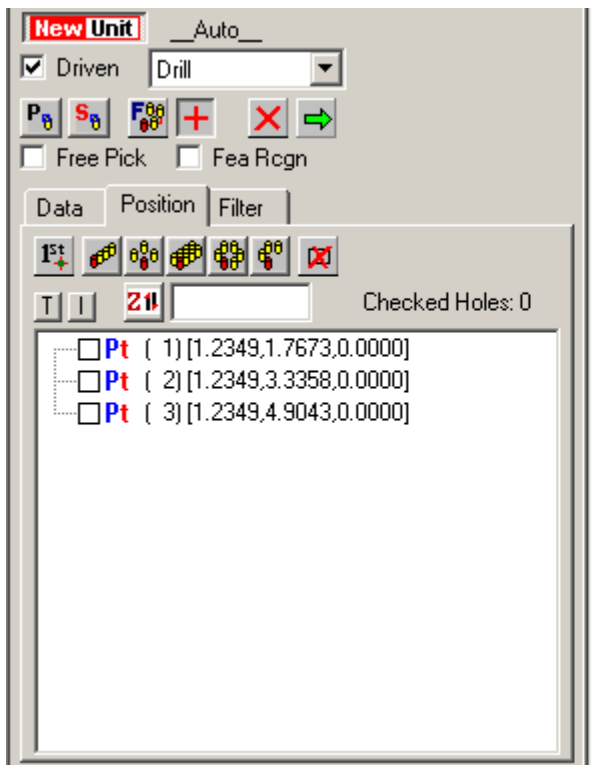 New Unit __Auto__
Driven Drill
P S F
Free Pick Fea Rcgn
Data Position Filter
1st
T I Z Checked Holes: 0
Pt ( 1) [1.2349,1.7673,0.0000]
Pt ( 2) [1.2349,3.3358,0.0000]
Pt ( 3) [1.2349,4.9043,0.0000]